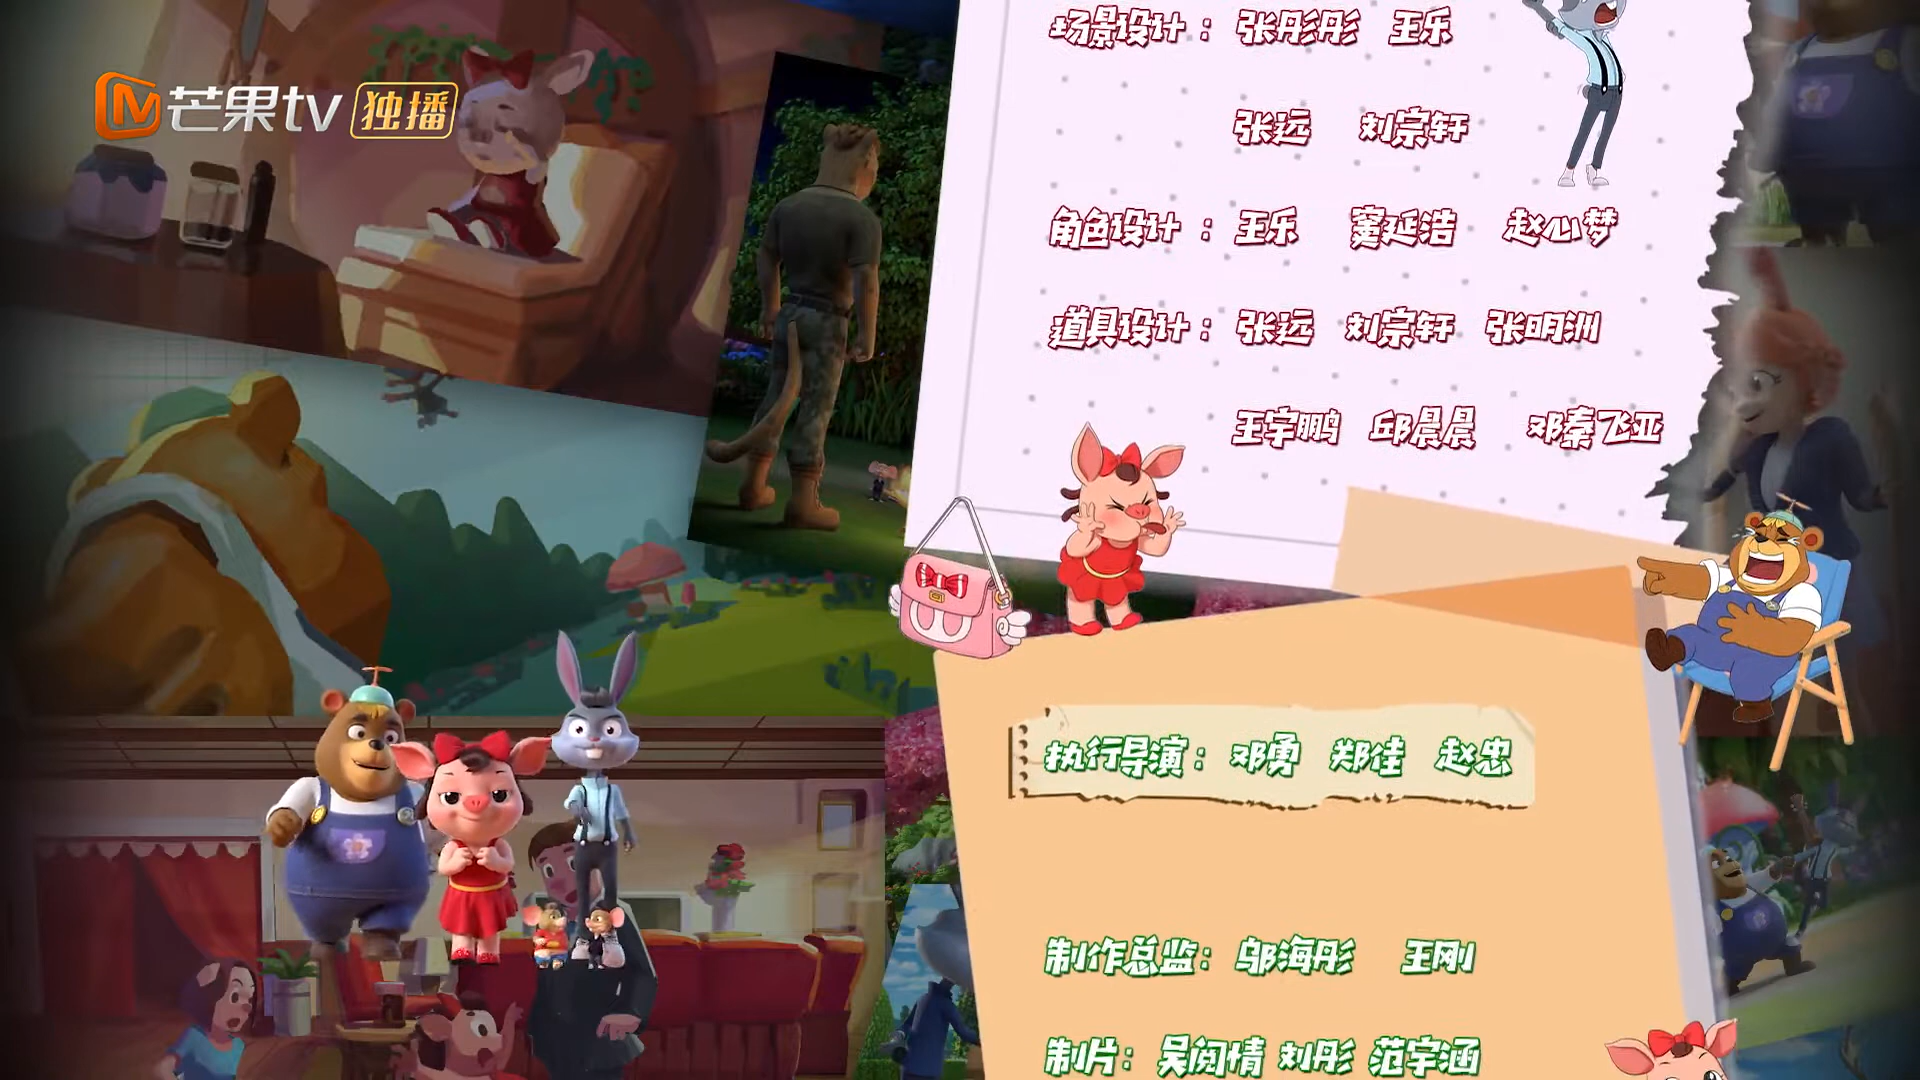 芒果tv 独播
场景设计： 张彤彤 王乐
张远 刘宗轩
角色设计： 王乐 窦延浩 赵心梦
道具设计： 张远 刘宗轩 张明洲
王宇鹏 邱晨晨 邓秦飞亚
执行导演： 邓勇 郑佳 赵忠
制作总监： 邬海彤 王刚
制片： 吴阅情 刘彤 范宇涵